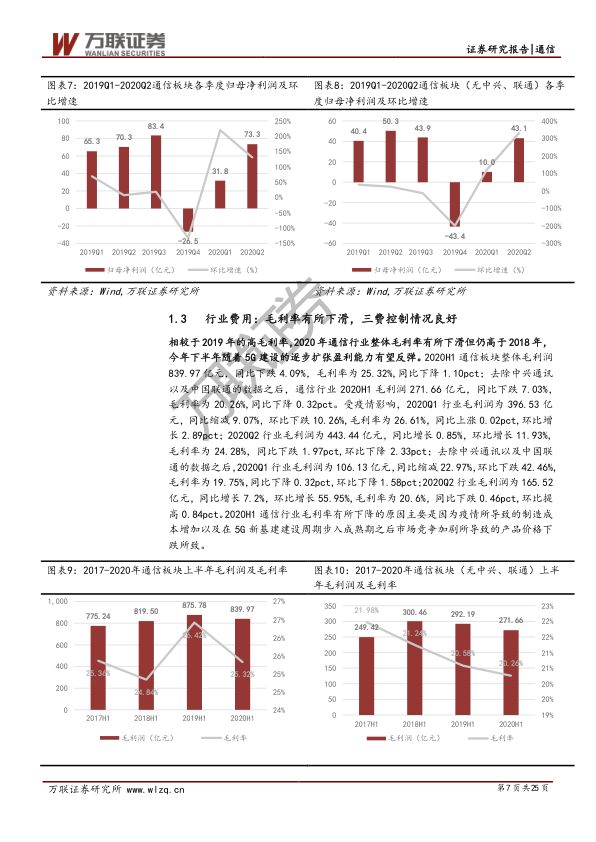 万联证券
WANLIAN SECURITIES
证券研究报告|通信
图表7：2019Q1-2020Q2通信板块各季度归母净利润及环
比增速
100
80
60
40
20
0
-20
-40
250%
200%
150%
100%
50%
0%
-50%
-100%
-150%
65.3
70.3
83.4
-26.5
31.8
73.3
2019Q1 2019Q2 2019Q3 2019Q4 2020Q1 2020Q2
归母净利润（亿元） 环比增速（%）
图表8：2019Q1-2020Q2通信板块（无中兴、联通）各季
度归母净利润及环比增速
60
40
20
0
-20
-40
-60
400%
300%
200%
100%
0%
-100%
-200%
-300%
40.4
50.3
43.9
-43.4
10.0
43.1
2019Q1 2019Q2 2019Q3 2019Q4 2020Q1 2020Q2
归母净利润（亿元） 环比增速（%）
资料来源：Wind,万联证券研究所
资料来源：Wind,万联证券研究所
1.3 行业费用：毛利率有所下滑，三费控制情况良好
相较于2019年的高毛利率,2020年通信行业整体毛利率有所下滑但仍高于2018年，
今年下半年随着5G建设的逐步扩张盈利能力有望反弹。2020H1通信板块整体毛利润
839.97亿元，同比下跌4.09%，毛利率为25.32%,同比下降1.10pct；去除中兴通讯
以及中国联通的数据之后，通信行业2020H1毛利润271.66亿元，同比下跌7.03%,
毛利率为20.26%,同比下降0.32pct。受疫情影响，2020Q1行业毛利润为396.53亿
元，同比缩减9.07%，环比下跌10.26%,毛利率为26.61%，同比上涨0.02pct,环比增
长2.89pct；2020Q2行业毛利润为443.44亿元，同比增长0.85%，环比增长11.93%,
毛利率为24.28%，同比下跌1.97pct,环比下降2.33pct；去除中兴通讯以及中国联
通的数据之后,2020Q1行业毛利润为106.13亿元,同比缩减22.97%,环比下跌42.46%,
毛利率为19.75%,同比下降0.32pct,环比下降1.58pct;2020Q2行业毛利润为165.52
亿元，同比增长7.2%，环比增长55.95%,毛利率为20.6%，同比下跌0.46pct,环比提
高0.84pct。2020H1通信行业毛利率有所下降的原因主要是因为疫情所导致的制造成
本增加以及在5G新基建建设周期步入成熟期之后市场竞争加剧所导致的产品价格下
跌所致。
万联证券
图表9：2017-2020年通信板块上半年毛利润及毛利率
1,000
800
600
400
200
0
27%
27%
26%
26%
25%
25%
24%
775.24
819.50
875.78
839.97
25.36%
24.84%
26.42%
25.32%
2017H1 2018H1 2019H1 2020H1
毛利润（亿元） 毛利率
图表10：2017-2020年通信板块（无中兴、联通）上半
年毛利润及毛利率
350
300
250
200
150
100
50
0
23%
22%
22%
21%
21%
20%
20%
19%
249.42
300.46
292.19
271.66
21.98%
21.24%
20.58%
20.26%
2017H1 2018H1 2019H1 2020H1
毛利润（亿元） 毛利率
万联证券研究所 www.wlzq.cn
第7页共25页